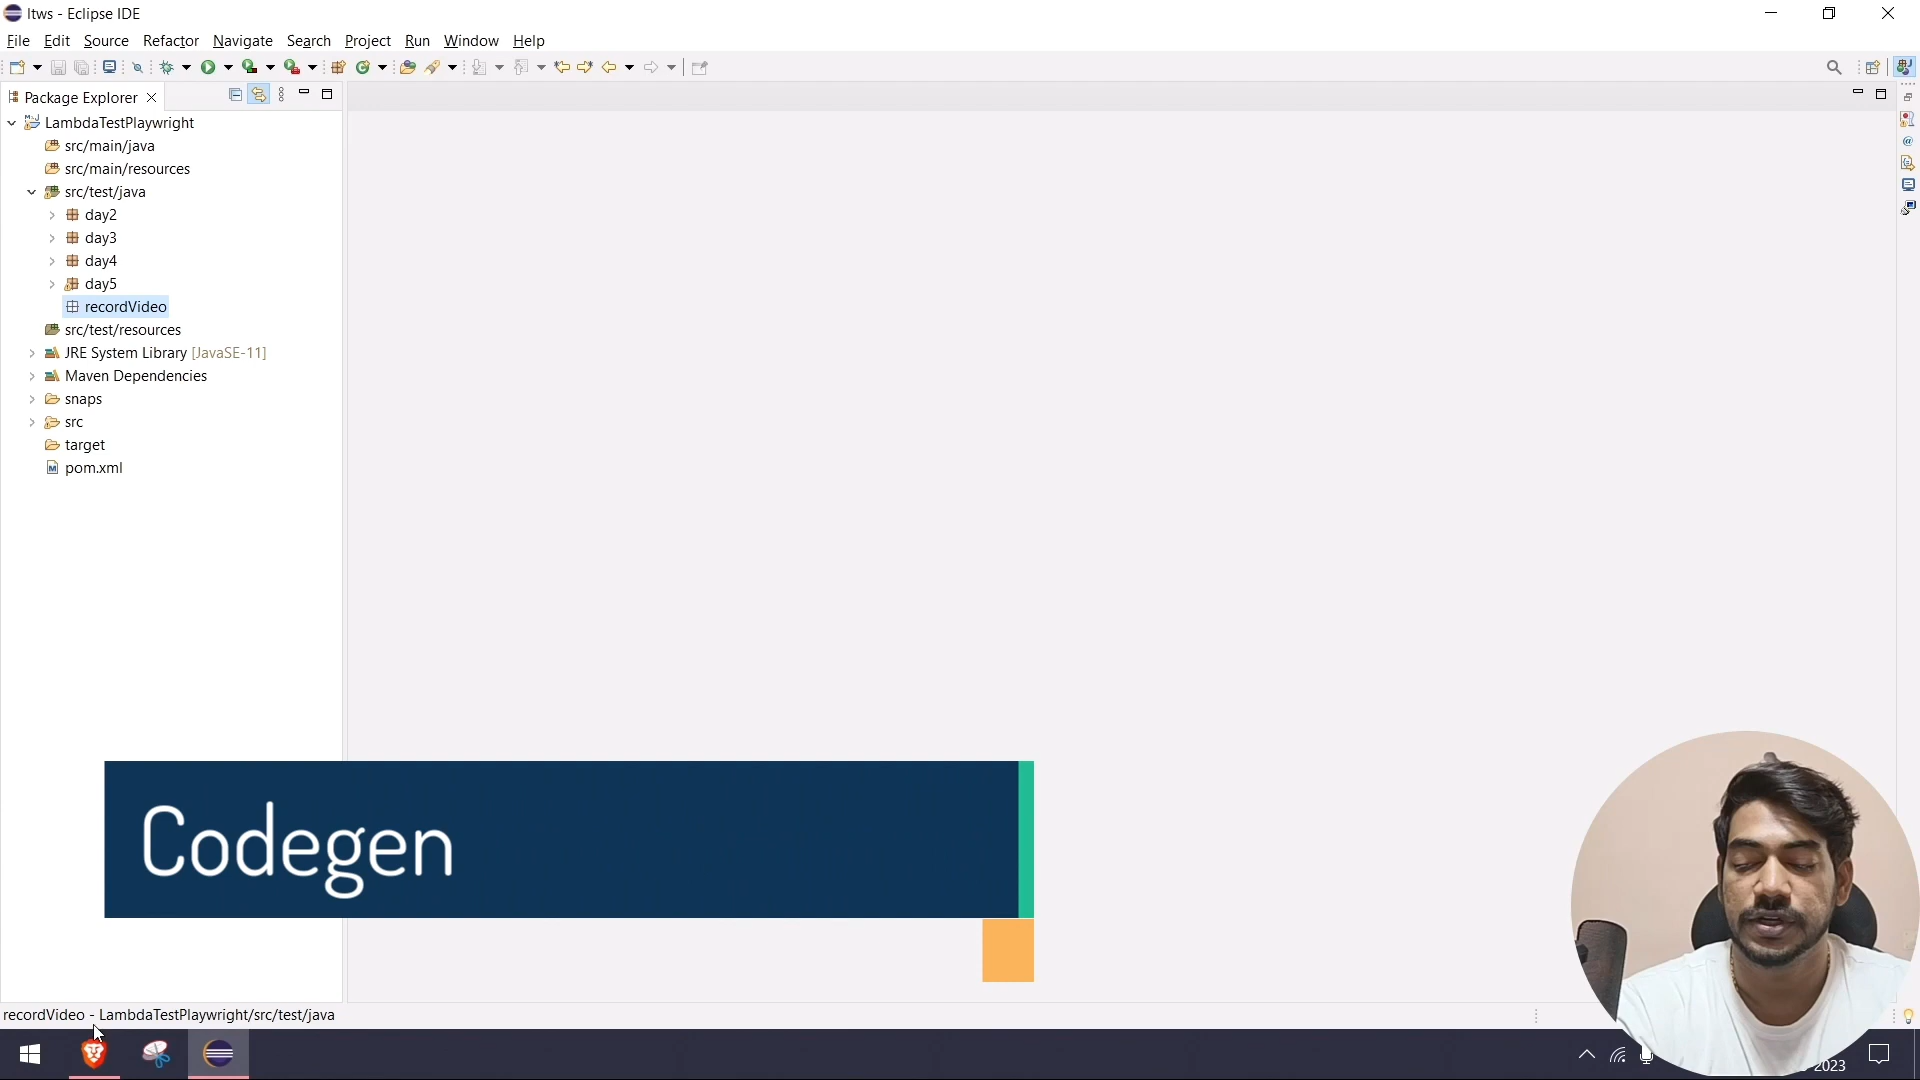 ltws - Eclipse IDE
File Edit Source Refactor Navigate Search Project Run Window Help
Package Explorer
LambdaTestPlaywright
src/main/java
src/main/resources
src/test/java
day2
day3
day4
day5
recordVideo
src/test/resources
JRE System Library [JavaSE-11]
Maven Dependencies
snaps
src
target
pom.xml
Codegen
recordVideo - LambdaTestPlaywright/src/test/java
2023